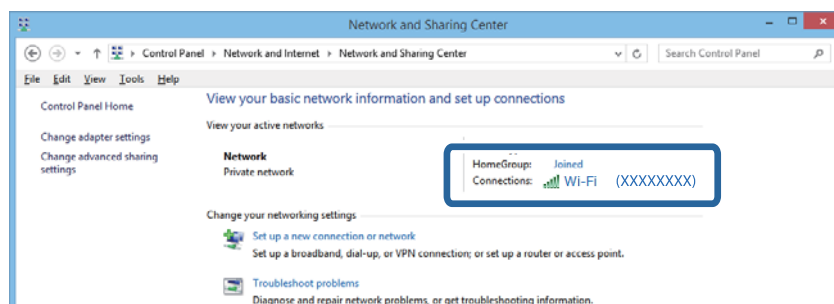 Network and Sharing Center
Control Panel Network and Internet Network and Sharing Center Search Control Panel
File Edit View Tools Help
Control Panel Home
Change adapter settings
Change advanced sharing
settings
View your basic network information and set up connections
View your active networks
Network
Private network
HomeGroup: Joined
Connections: Wi-Fi (XXXXXXXX)
Change your networking settings
Set up a new connection or network
Set up a broadband, dial-up, or VPN connection; or set up a router or access point.
Troubleshoot problems
Diagnose and repair network problems, or get troubleshooting information.